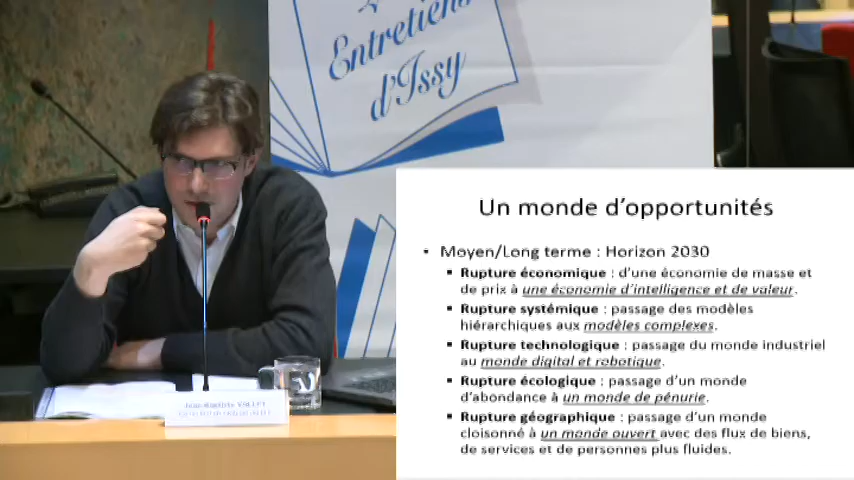 Entretiens
d'Issy
Un monde d'opportunités
• Moyen/Long terme : Horizon 2030
▪ Rupture économique : d'une économie de masse et
de prix à une économie d'intelligence et de valeur.
▪ Rupture systémique : passage des modèles
hiérarchiques aux modèles complexes.
▪ Rupture technologique : passage du monde industriel
au monde digital et robotique.
▪ Rupture écologique : passage d'un monde
d'abondance à un monde de pénurie.
▪ Rupture géographique : passage d'un monde
cloisonné à un monde ouvert avec des flux de biens,
de services et de personnes plus fluides.